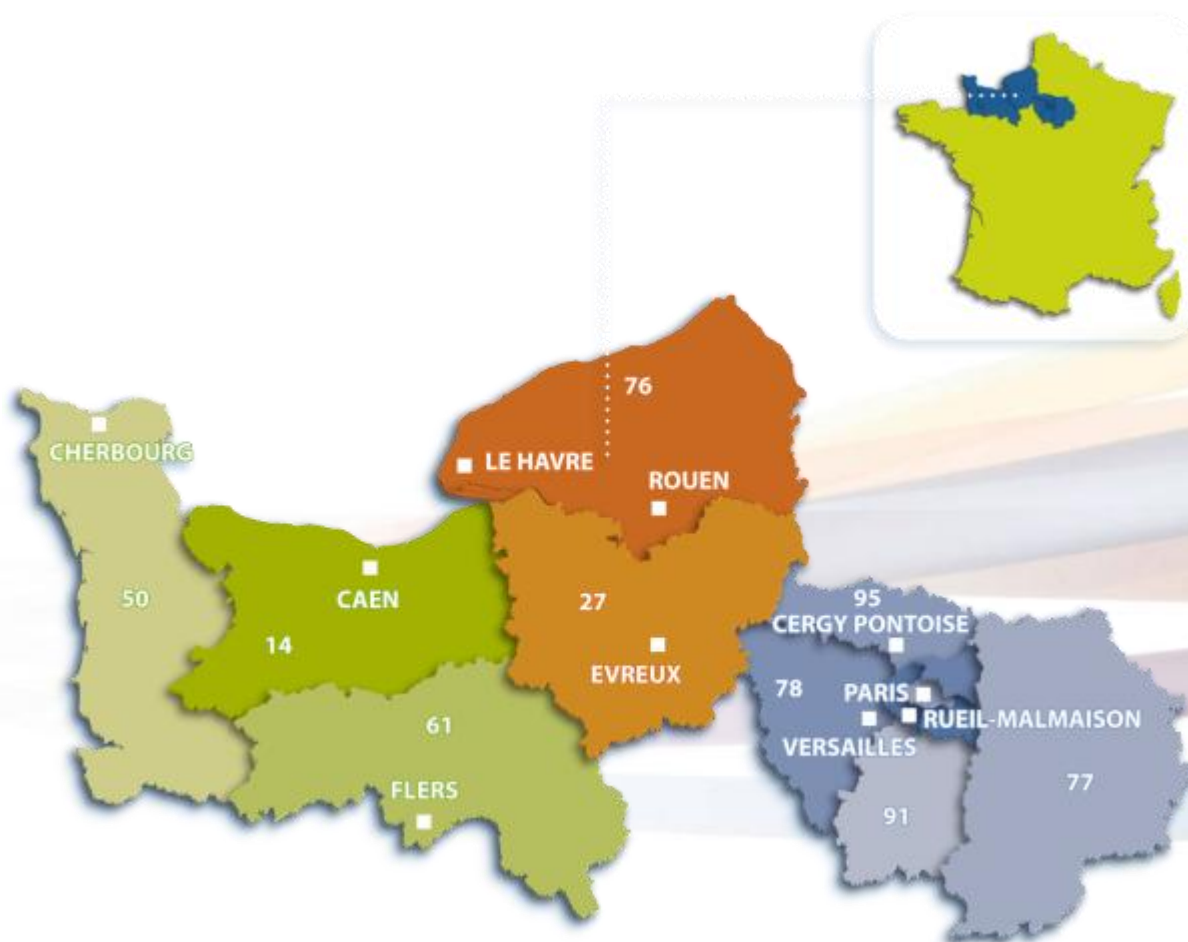 76
CHERBOURG
LE HAVRE
ROUEN
50
CAEN
27
95
CERGY PONTOISE
14
EVREUX
78
PARIS
61
RUEIL-MALMAISON
VERSAILLES
FLERS
77
91